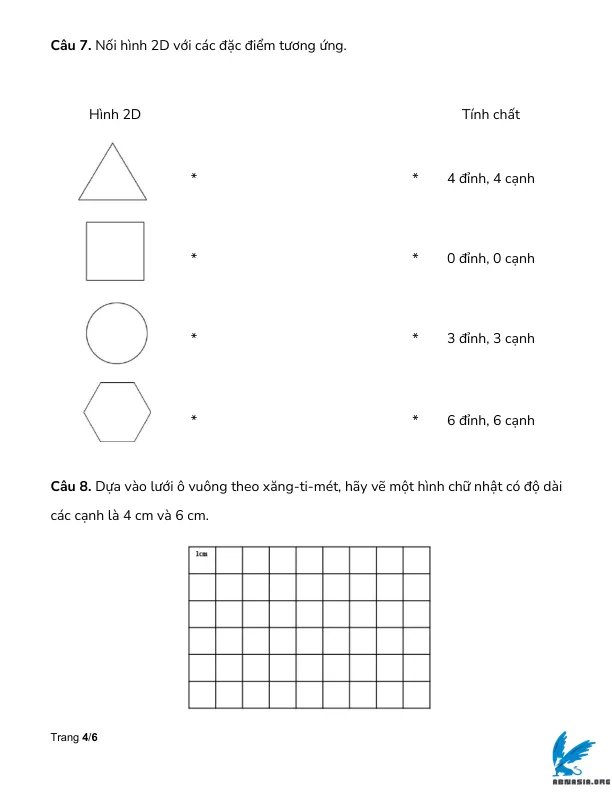 Câu 7. Nối hình 2D với các đặc điểm tương ứng.
Hình 2D Tính chất
* * 4 đỉnh, 4 cạnh
* * 0 đỉnh, 0 cạnh
* * 3 đỉnh, 3 cạnh
* * 6 đỉnh, 6 cạnh
Câu 8. Dựa vào lưới ô vuông theo xăng-ti-mét, hãy vẽ một hình chữ nhật có độ dài
các cạnh là 4 cm và 6 cm.
1cm
Trang 4/6
ABNASIA.ORG